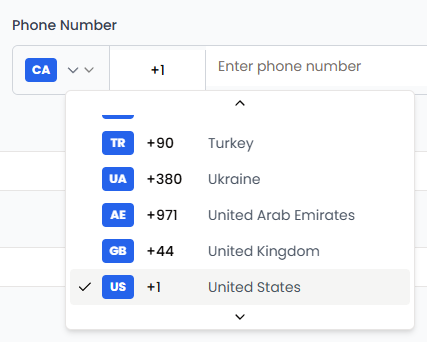 Phone Number
CA +1 Enter phone number
TR +90 Turkey
UA +380 Ukraine
AE +971 United Arab Emirates
GB +44 United Kingdom
US +1 United States